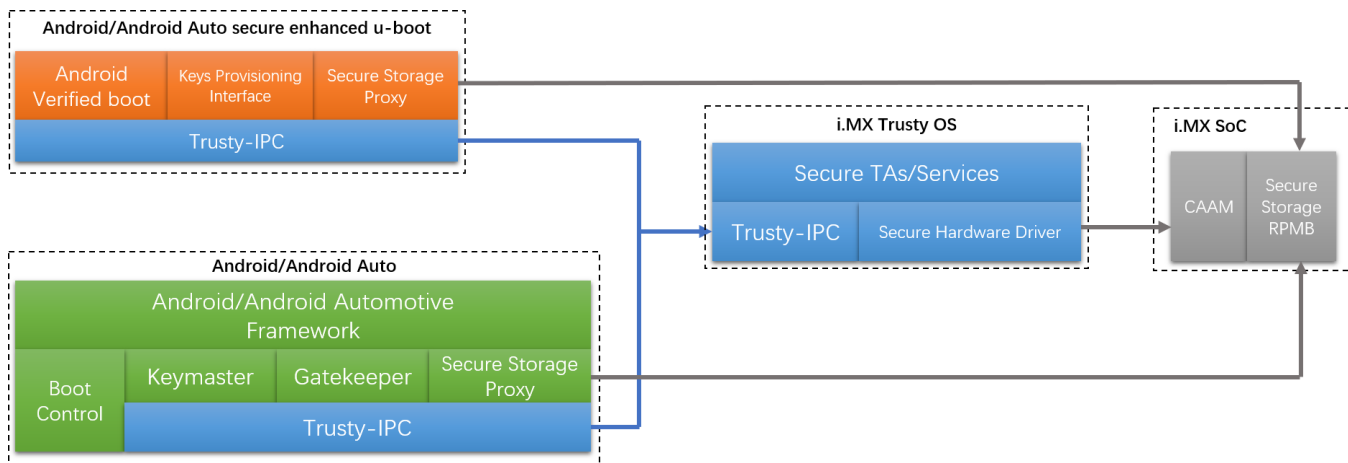 Android/Android Auto secure enhanced u-boot
Android
Verified boot
Keys Provisioning
Interface
Secure Storage
Proxy
Trusty-IPC
i.MX Trusty OS
Secure TAs/Services
Trusty-IPC
Secure Hardware Driver
i.MX SoC
CAAM
Secure
Storage
RPMB
Android/Android Auto
Android/Android Automotive
Framework
Boot
Control
Keymaster
Gatekeeper
Secure Storage
Proxy
Trusty-IPC